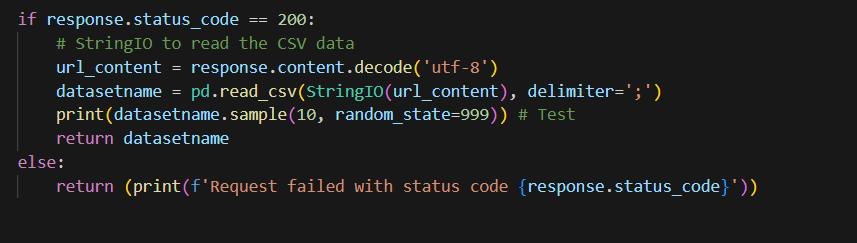 if response.status_code == 200:
    # StringIO to read the CSV data
    url_content = response.content.decode('utf-8')
    datasetname = pd.read_csv(StringIO(url_content), delimiter=';')
    print(datasetname.sample(10, random_state=999)) # Test
    return datasetname
else:
    return (print(f'Request failed with status code {response.status_code}'))